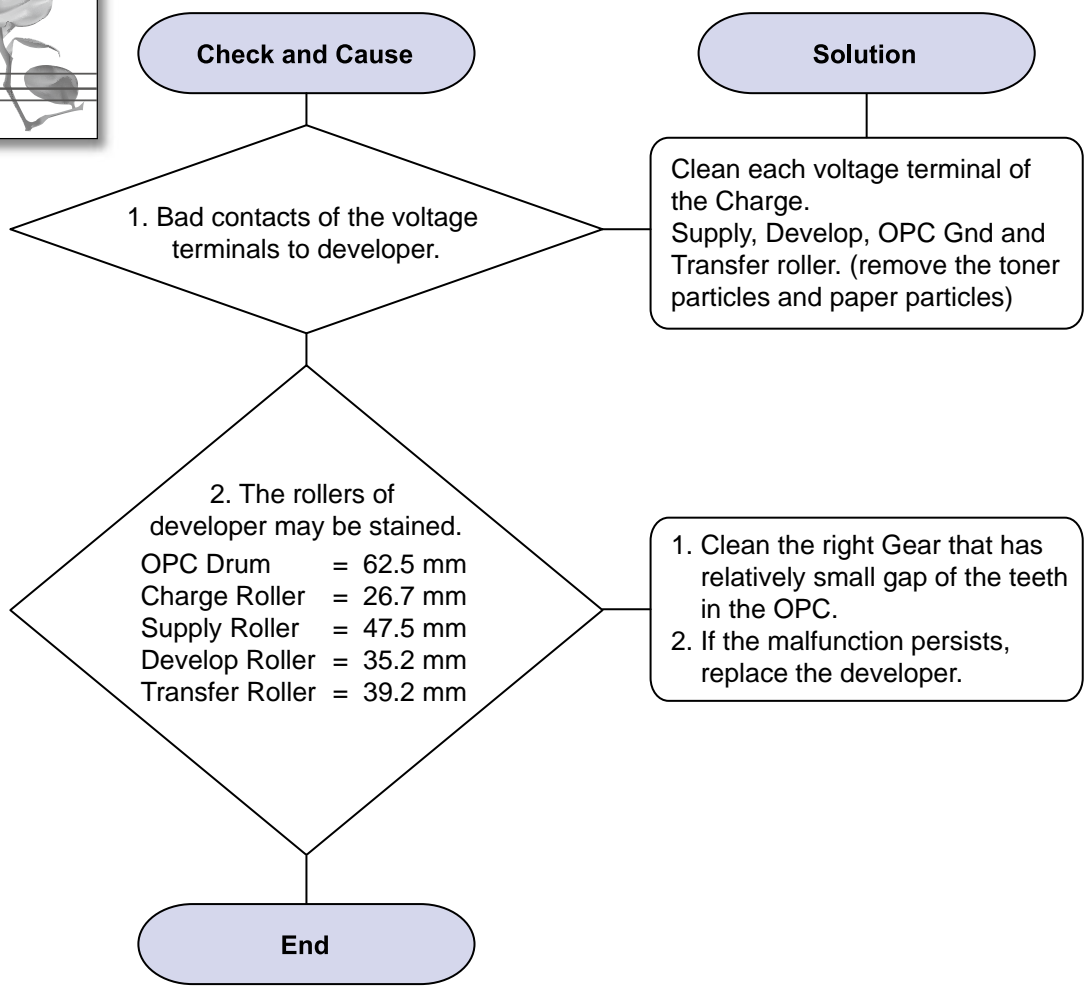 Check and Cause
Solution
1. Bad contacts of the voltage
terminals to developer.
Clean each voltage terminal of
the Charge.
Supply, Develop, OPC Gnd and
Transfer roller. (remove the toner
particles and paper particles)
2. The rollers of
developer may be stained.
OPC Drum = 62.5 mm
Charge Roller = 26.7 mm
Supply Roller = 47.5 mm
Develop Roller = 35.2 mm
Transfer Roller = 39.2 mm
1. Clean the right Gear that has
relatively small gap of the teeth
in the OPC.
2. If the malfunction persists,
replace the developer.
End